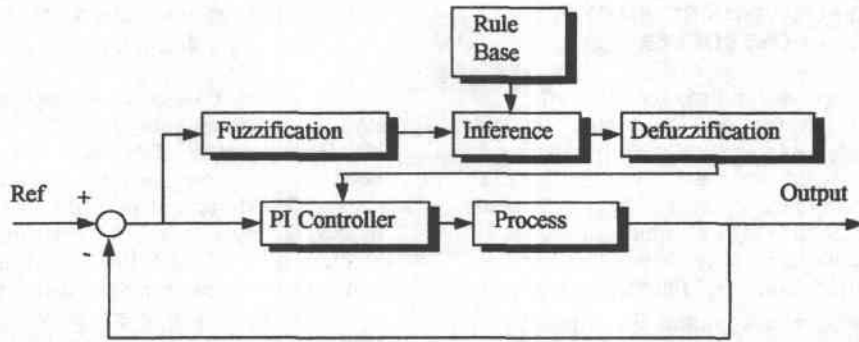 Rule
Base
Fuzzification
Inference
Defuzzification
Ref
+
Output
PI Controller
Process
-